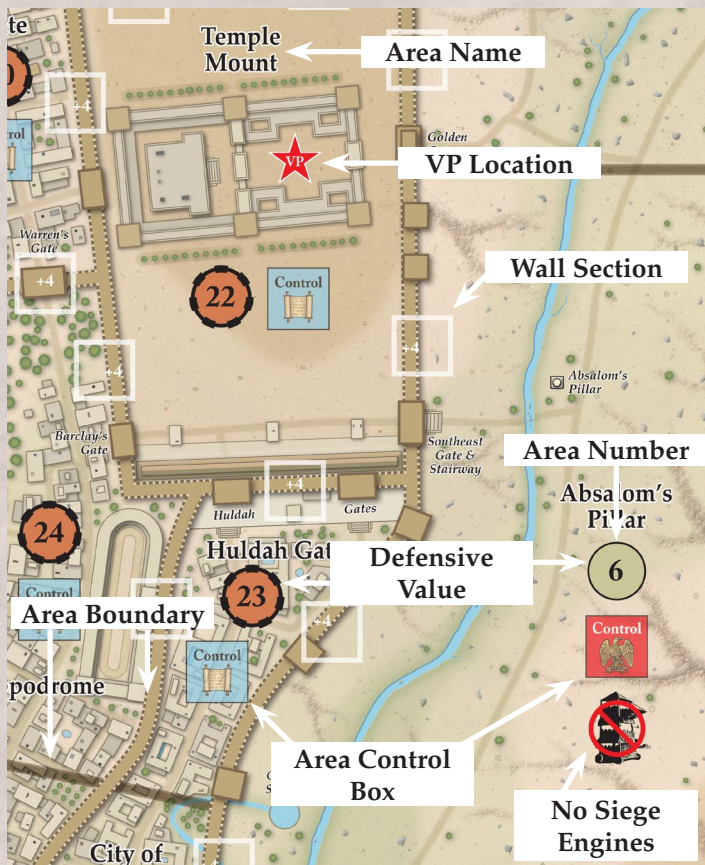 te
Temple
Mount
Area Name
+4
Control
VP
Golden
VP Location
Warren's
Gate
+4
22
Control
Wall Section
+4
+4
Absalom's
Pillar
Barclay's
Gate
Southeast
Gate &
Stairway
Area Number
+4
Huldah
Gates
Absalom's
Pillar
24
Huldah Gat
Defensive
Value
6
23
Area Boundary
+4
Control
Control
podrome
Area Control
Box
No Siege
Engines
City of
+4